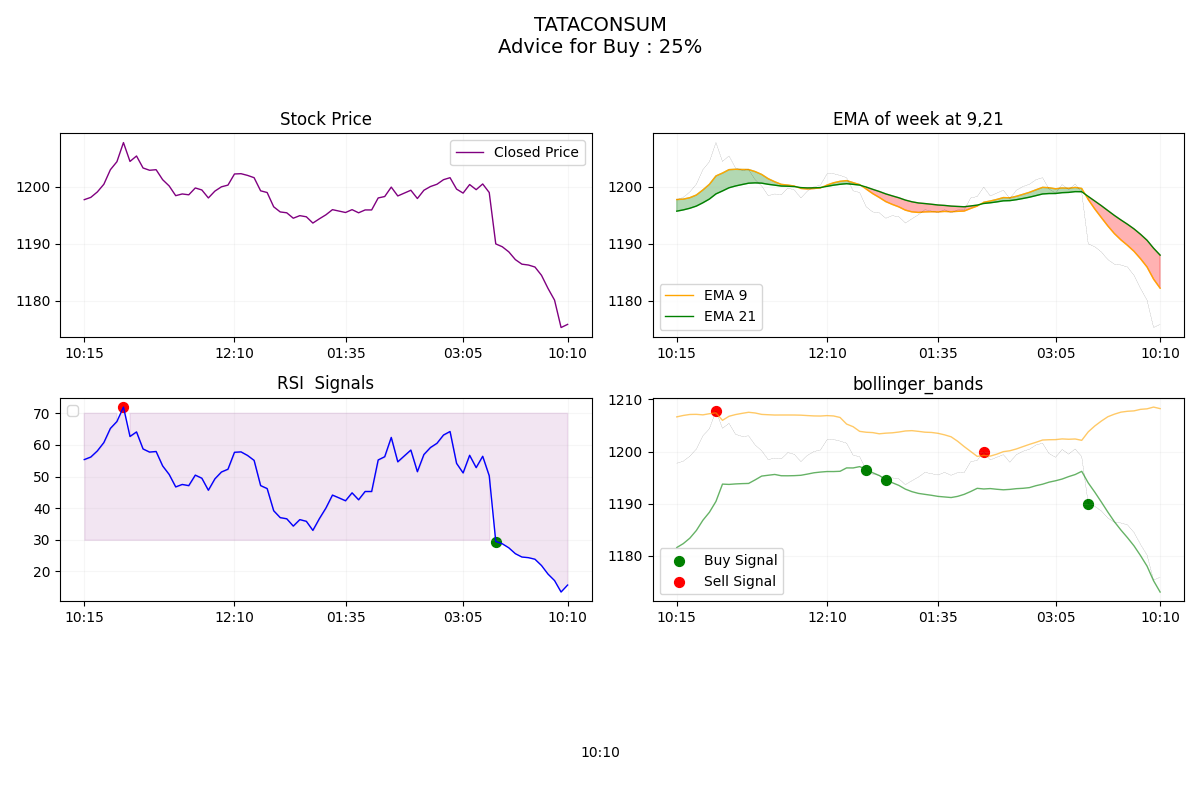 TATACONSUM
Advice for Buy : 25%
Stock Price
Closed Price
1200
1190
1180
10:15 12:10 01:35 03:05 10:10
EMA of week at 9,21
1200
1190
1180
EMA 9
EMA 21
10:15 12:10 01:35 03:05 10:10
RSI  Signals
70
60
50
40
30
20
10:15 12:10 01:35 03:05 10:10
bollinger_bands
1210
1200
1190
1180
Buy Signal
Sell Signal
10:15 12:10 01:35 03:05 10:10
10:10